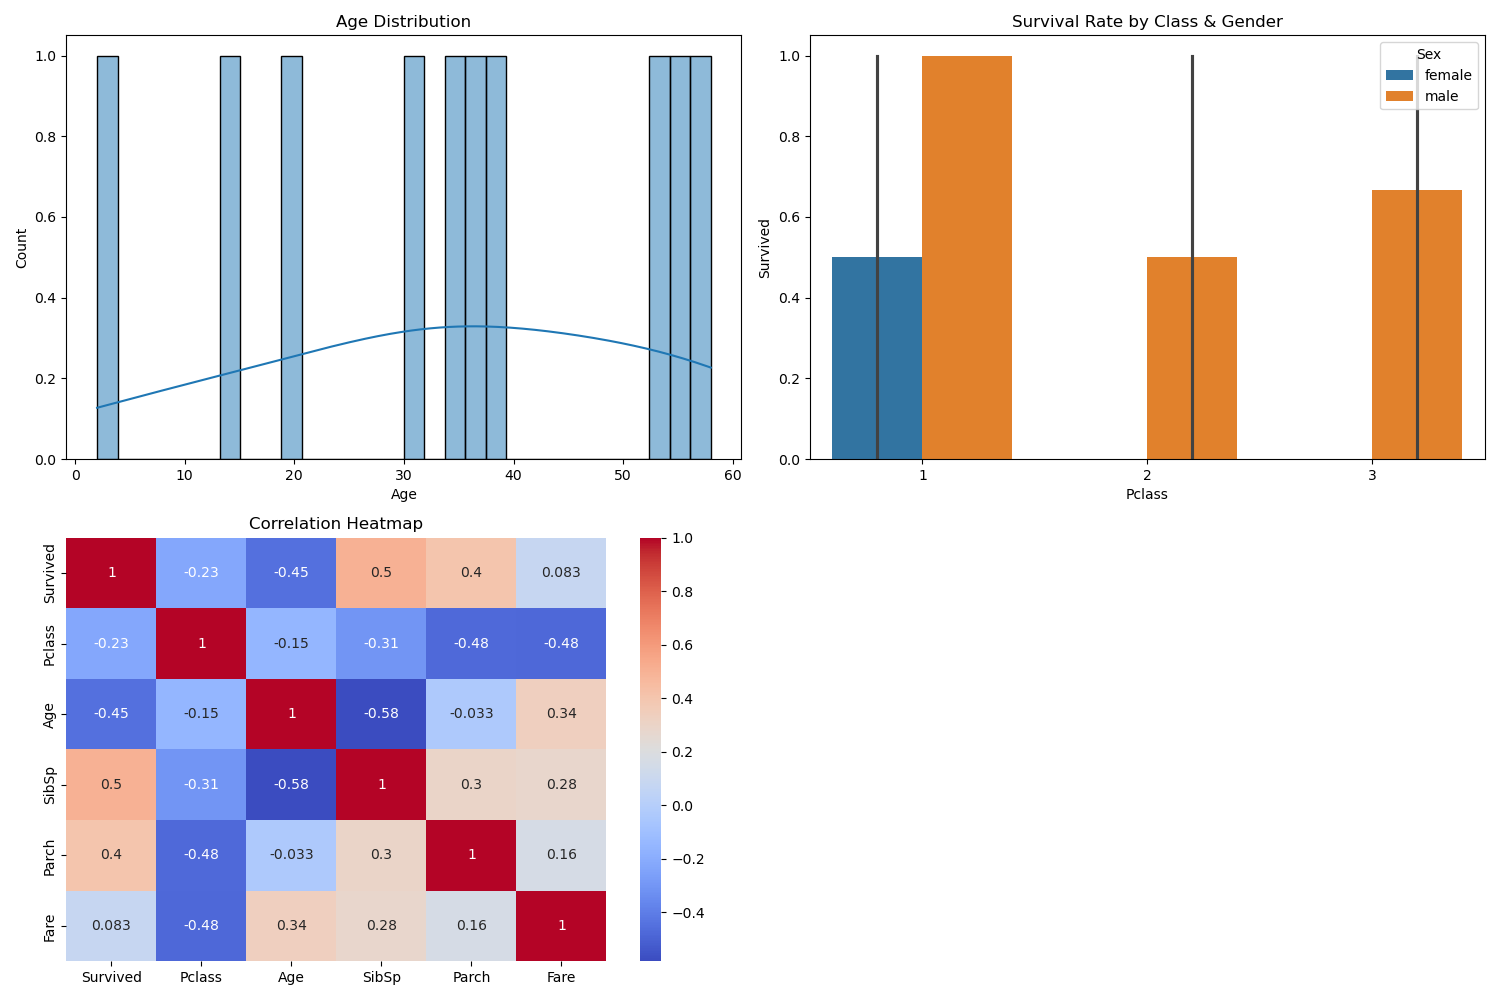 Age Distribution
1.0
0.8
0.6
0.4
0.2
0.0
Count
0 10 20 30 40 50 60
Age
Survival Rate by Class & Gender
Sex
female
male
1.0
0.8
0.6
0.4
0.2
0.0
Survived
1 2 3
Pclass
Correlation Heatmap
Survived 1 -0.23 -0.45 0.5 0.4 0.083
Pclass -0.23 1 -0.15 -0.31 -0.48 -0.48
Age -0.45 -0.15 1 -0.58 -0.033 0.34
SibSp 0.5 -0.31 -0.58 1 0.3 0.28
Parch 0.4 -0.48 -0.033 0.3 1 0.16
Fare 0.083 -0.48 0.34 0.28 0.16 1
Survived Pclass Age SibSp Parch Fare
1.0
0.8
0.6
0.4
0.2
0.0
−0.2
−0.4